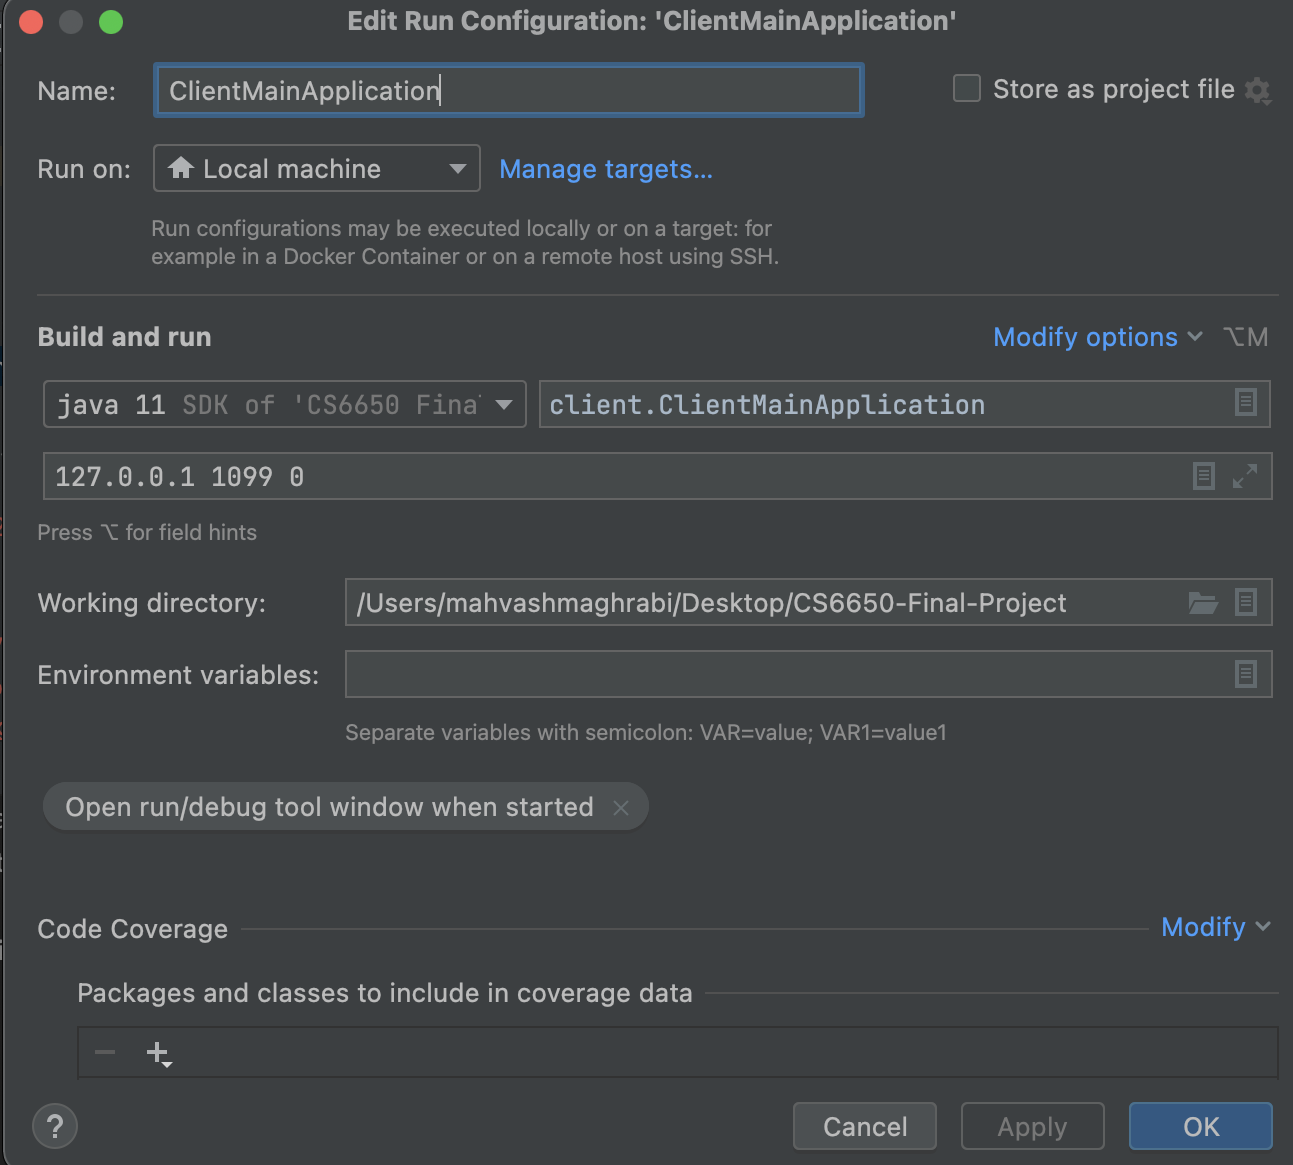 Edit Run Configuration: 'ClientMainApplication'
Name: ClientMainApplication Store as project file
Run on: Local machine Manage targets...
Run configurations may be executed locally or on a target: for
example in a Docker Container or on a remote host using SSH.
Build and run Modify options ⌥M
java 11 SDK of 'CS6650 Fina client.ClientMainApplication
127.0.0.1 1099 0
Press ⌥ for field hints
Working directory: /Users/mahvashmaghrabi/Desktop/CS6650-Final-Project
Environment variables:
Separate variables with semicolon: VAR=value; VAR1=value1
Open run/debug tool window when started ×
Code Coverage Modify
Packages and classes to include in coverage data
? Cancel Apply OK